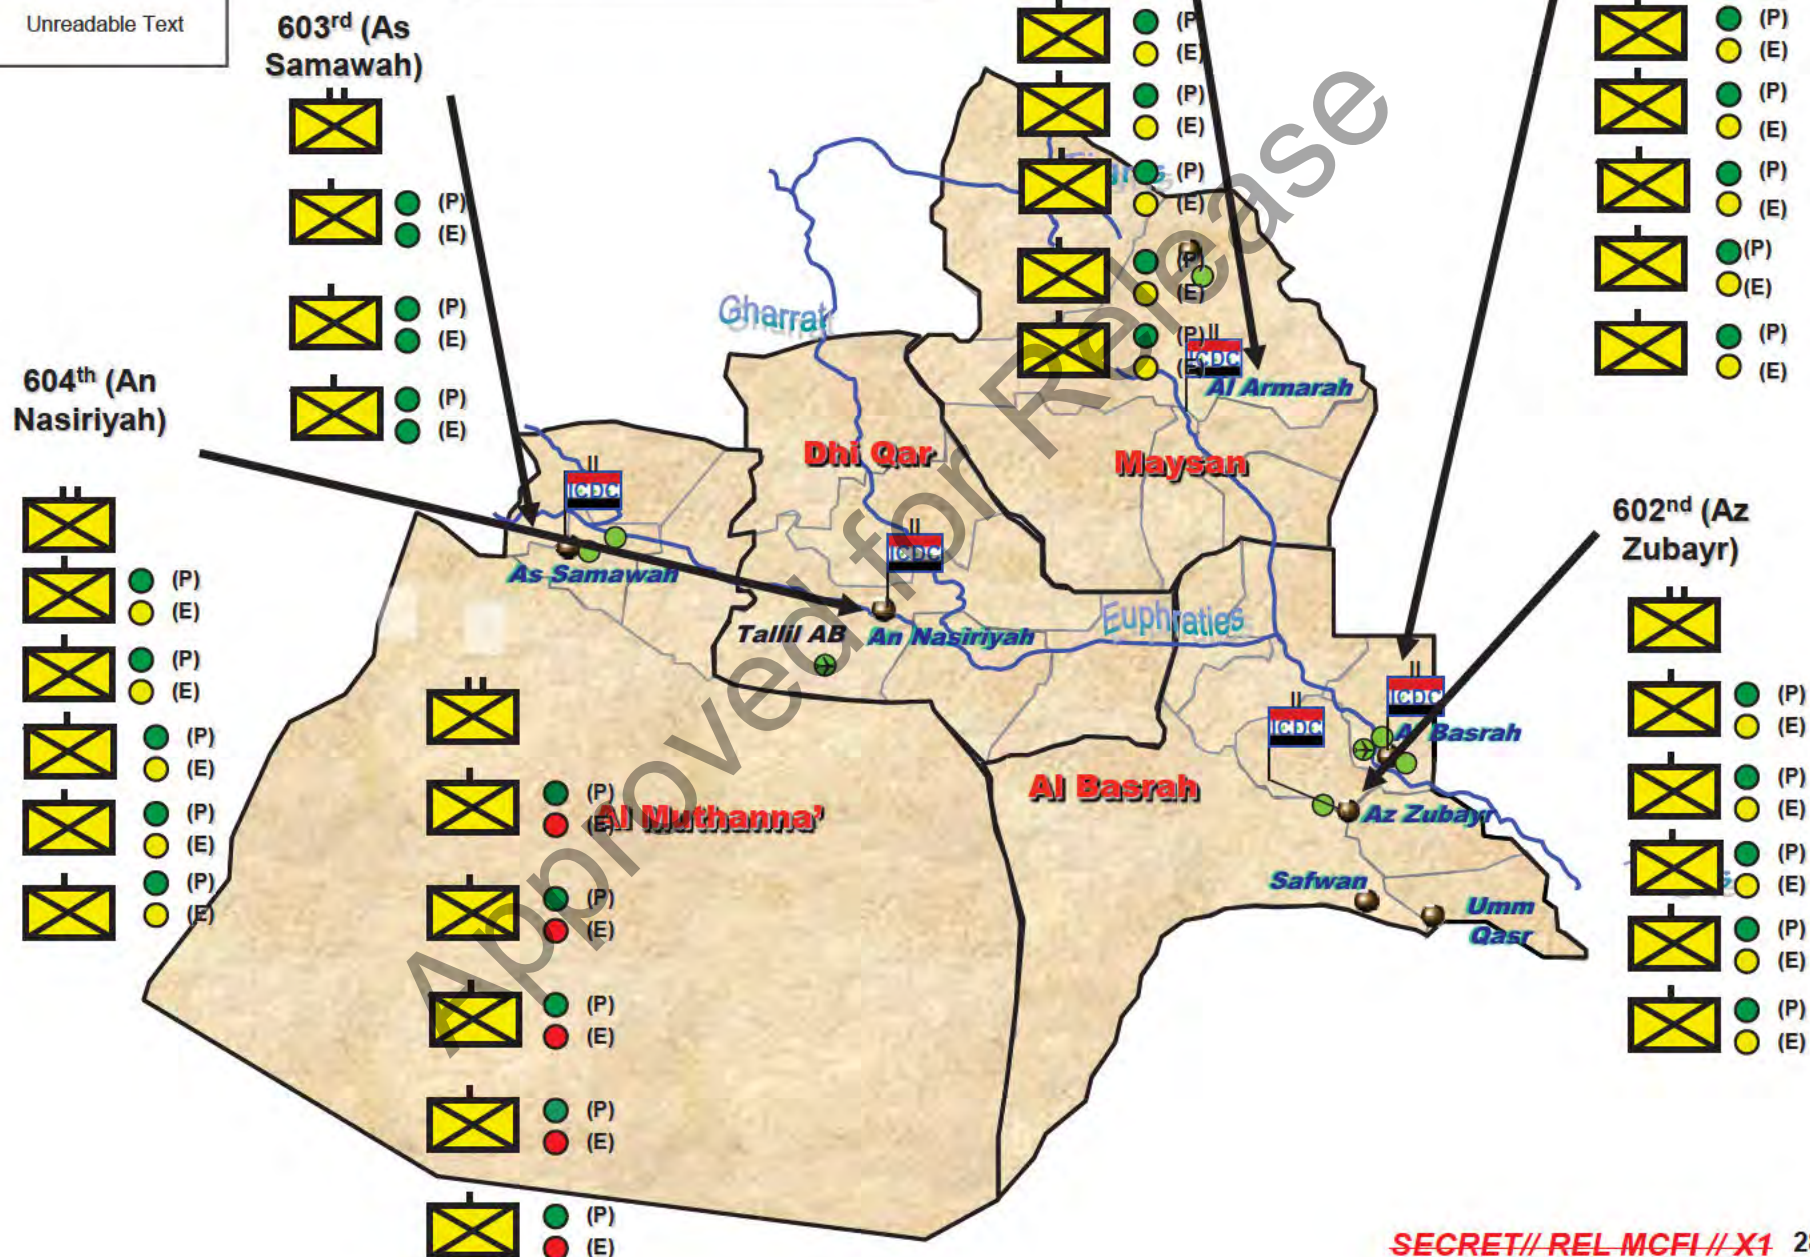 Unreadable Text
603rd (As
Samawah)
(P)
(E)
(P)
(E)
(P)
(E)
604th (An
Nasiriyah)
(P)
(E)
(P)
(E)
(P)
(E)
(P)
(E)
(P)
(E)
(P)
(E)
(P)
(E)
(P)
(E)
(P)
(E)
(P)
(E)
(P)
(E)
(P)
(E)
(P)
(E)
(P)
(E)
(P)
(E)
Gharrat
ICDC
Al Armarah
Dhi Qar
Maysan
ICDC
As Samawah
ICDC
Tallil AB
An Nasiriyah
Euphraties
602nd (Az
Zubayr)
(P)
(E)
(P)
(E)
(P)
(E)
(P)
(E)
(P)
(E)
ICDC
ICDC
Al Basrah
Al Basrah
Az Zubayr
Safwan
Umm
Qasr
Al Muthanna'
(P)
(E)
(P)
(E)
(P)
(E)
(P)
(E)
(P)
(E)
Approved for Release
SECRET// REL MCFI // X1